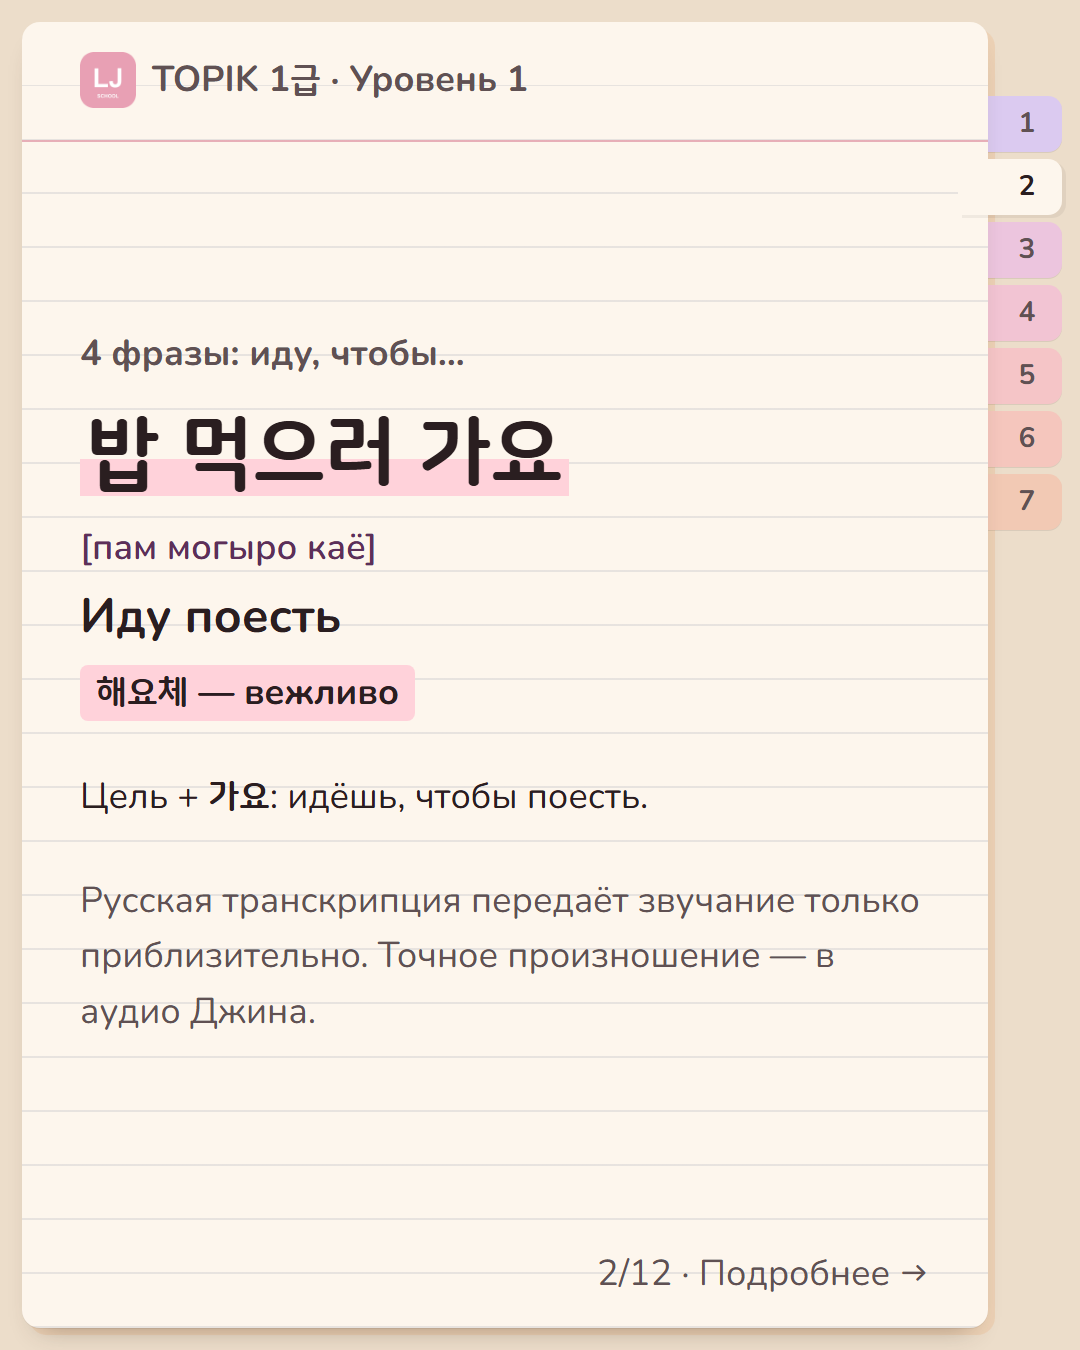 LJ
SCHOOL
TOPIK 1급 · Уровень 1
1
2
3
4
5
6
7
4 фразы: иду, чтобы...
밥 먹으러 가요
[пам могыро каё]
Иду поесть
해요체 — вежливо
Цель + 가요: идёшь, чтобы поесть.
Русская транскрипция передаёт звучание только
приблизительно. Точное произношение — в
аудио Джина.
2/12 · Подробнее →